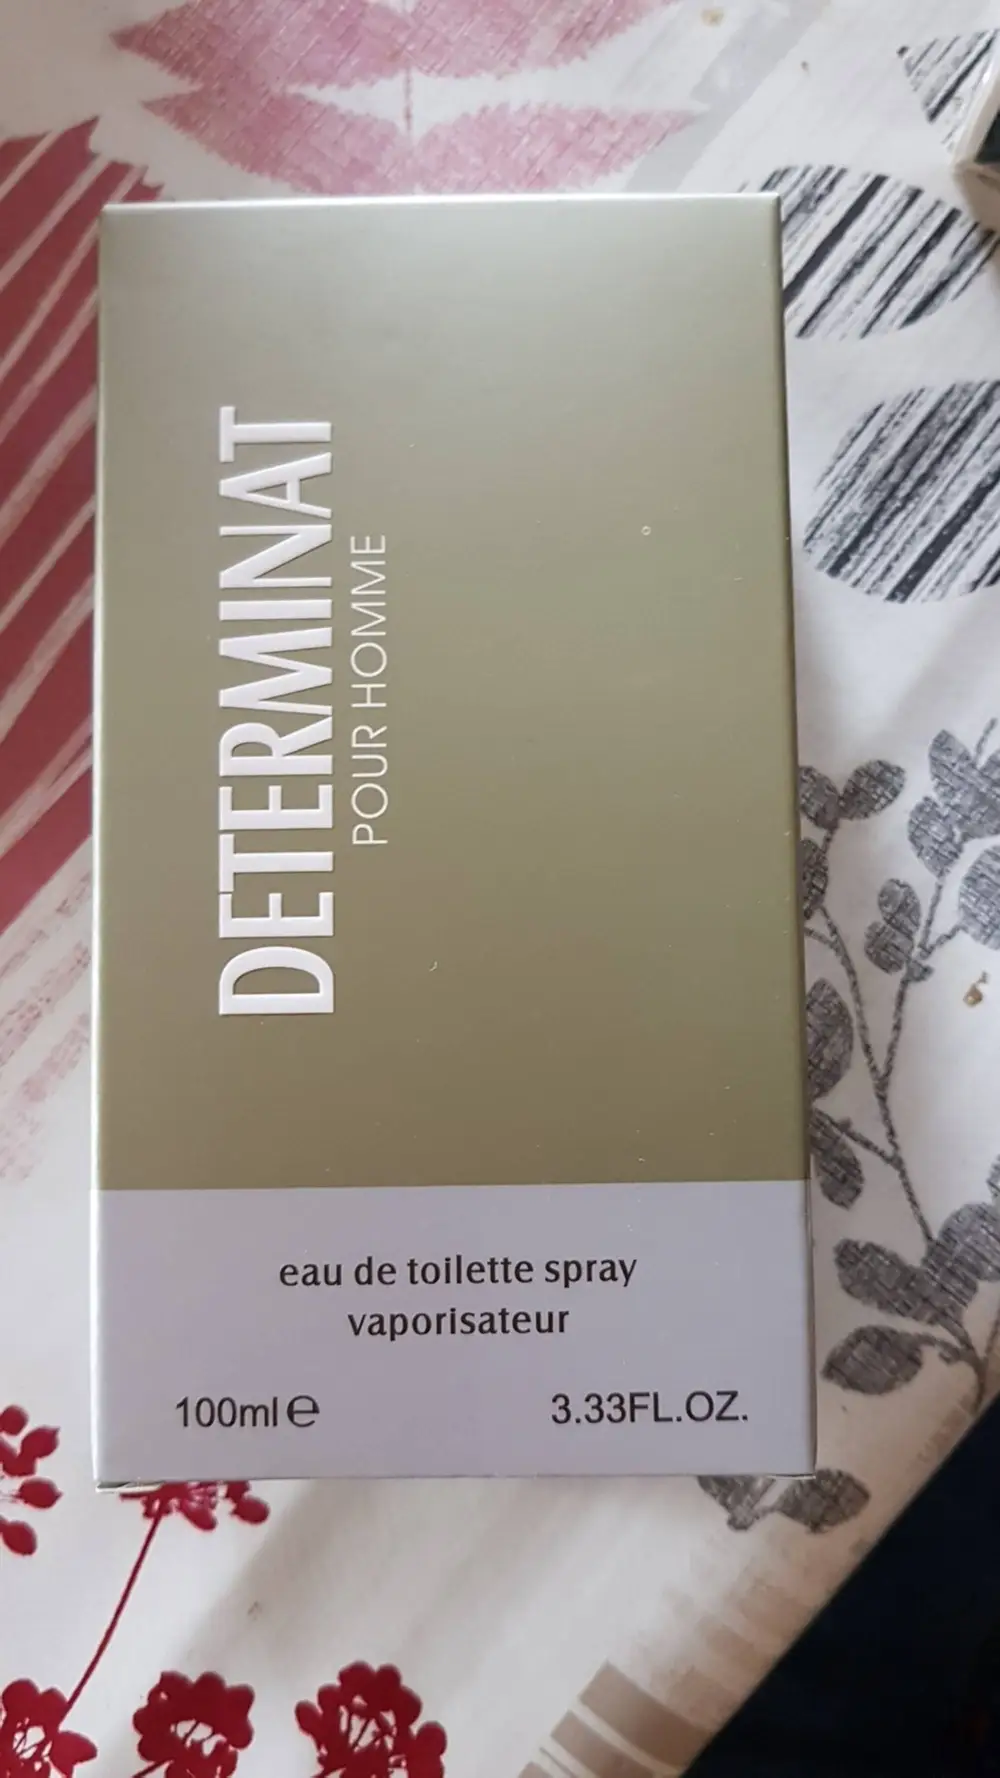 DETERMINAT
POUR HOMME
eau de toilette spray
vaporisateur
100ml ℮
3.33FL.OZ.